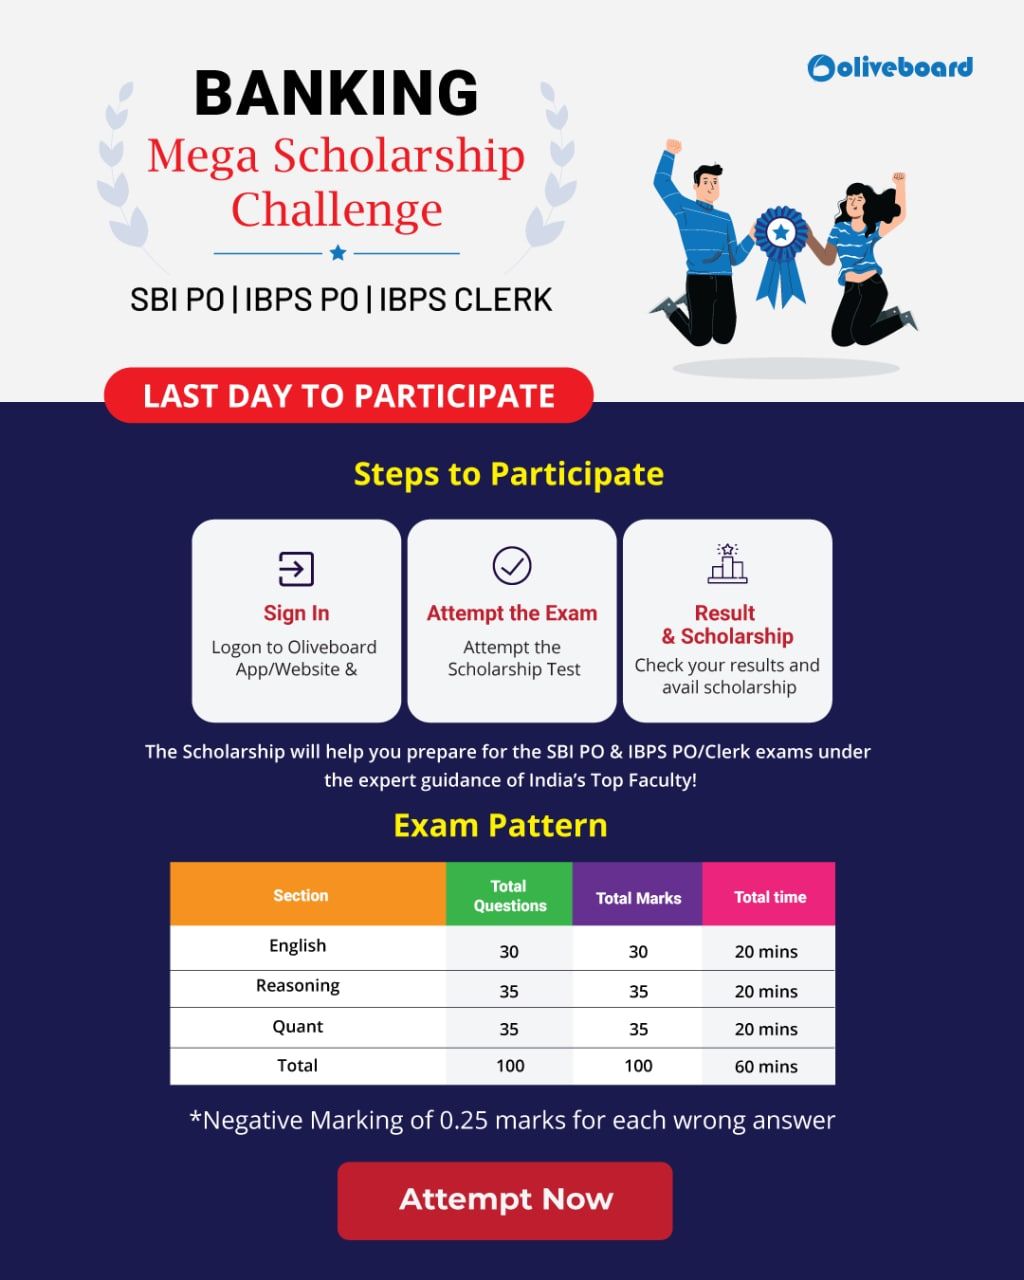 oliveboard
BANKING
Mega Scholarship
Challenge
SBI PO | IBPS PO | IBPS CLERK
LAST DAY TO PARTICIPATE
Steps to Participate
Sign In
Logon to Oliveboard
App/Website &
Attempt the Exam
Attempt the
Scholarship Test
Result
& Scholarship
Check your results and
avail scholarship
The Scholarship will help you prepare for the SBI PO & IBPS PO/Clerk exams under
the expert guidance of India's Top Faculty!
Exam Pattern
Section Total Questions Total Marks Total time
English 30 30 20 mins
Reasoning 35 35 20 mins
Quant 35 35 20 mins
Total 100 100 60 mins
*Negative Marking of 0.25 marks for each wrong answer
Attempt Now